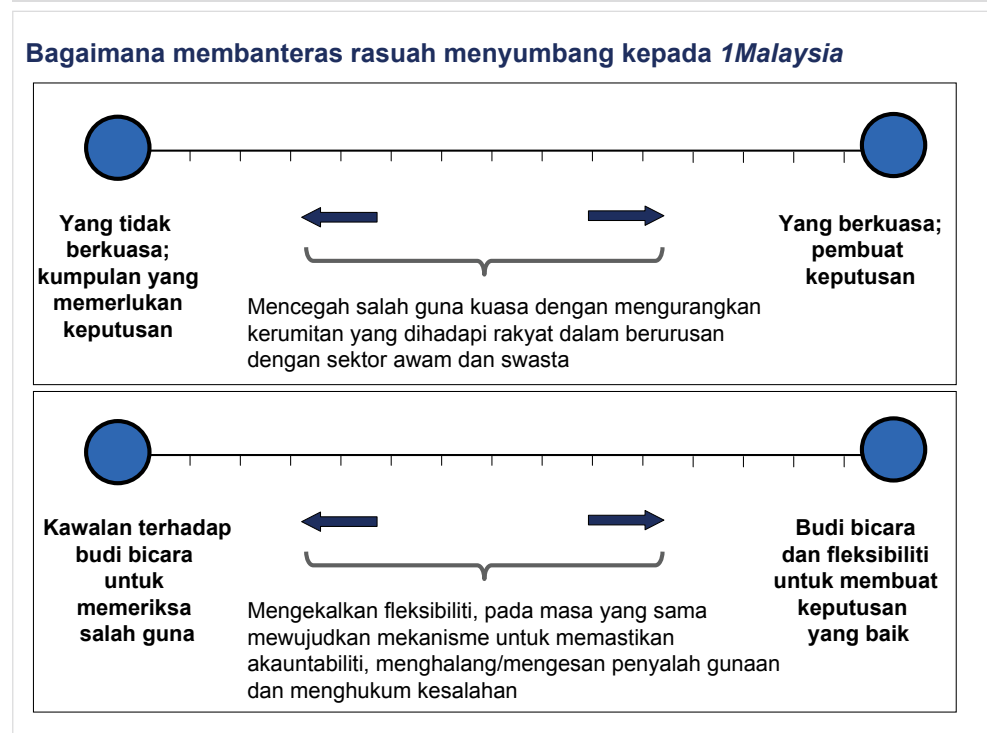 Bagaimana membanteras rasuah menyumbang kepada 1Malaysia
Yang tidak
berkuasa;
kumpulan yang
memerlukan
keputusan
Mencegah salah guna kuasa dengan mengurangkan
kerumitan yang dihadapi rakyat dalam berurusan
dengan sektor awam dan swasta
Yang berkuasa;
pembuat
keputusan
Kawalan terhadap
budi bicara
untuk
memeriksa
salah guna
Mengekalkan fleksibiliti, pada masa yang sama
mewujudkan mekanisme untuk memastikan
akauntabiliti, menghalang/mengesan penyalah gunaan
dan menghukum kesalahan
Budi bicara
dan fleksibiliti
untuk membuat
keputusan
yang baik